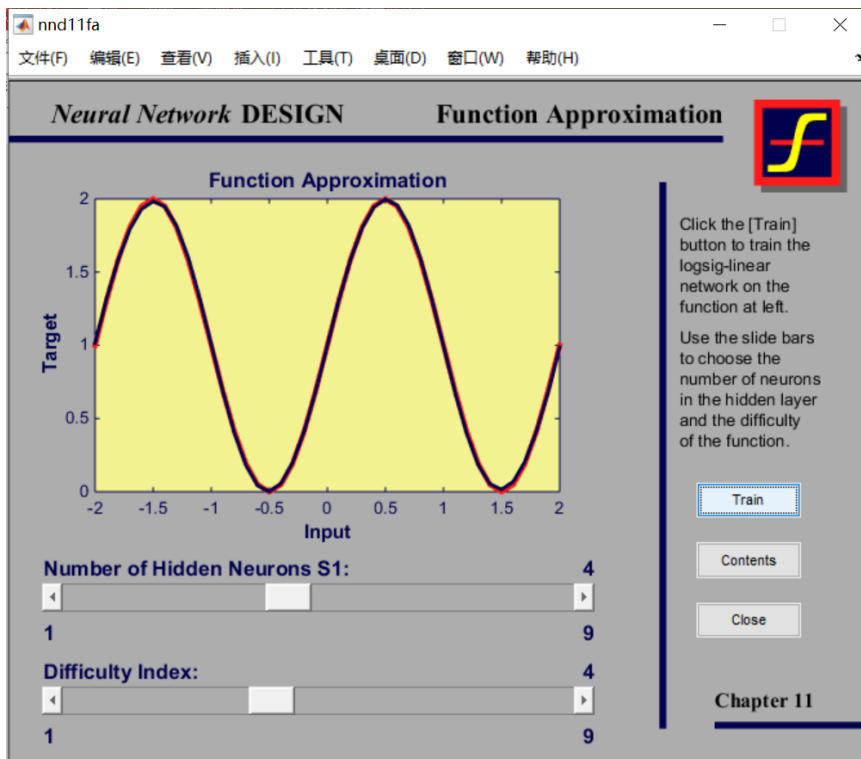 nnd11fa
文件(F) 编辑(E) 查看(V) 插入(I) 工具(T) 桌面(D) 窗口(W) 帮助(H)
Neural Network DESIGN
Function Approximation
Function Approximation
Target
2
1.5
1
0.5
0
-2 -1.5 -1 -0.5 0 0.5 1 1.5 2
Input
Click the [Train]
button to train the
logsig-linear
network on the
function at left.
Use the slide bars
to choose the
number of neurons
in the hidden layer
and the difficulty
of the function.
Train
Contents
Close
Number of Hidden Neurons S1: 4
1 9
Difficulty Index: 4
1 9
Chapter 11